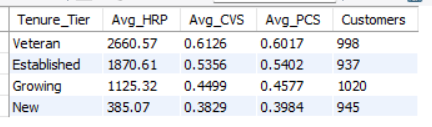 Tenure_Tier Avg_HRP Avg_CVS Avg_PCS Customers
Veteran 2660.57 0.6126 0.6017 998
Established 1870.61 0.5356 0.5402 937
Growing 1125.32 0.4499 0.4577 1020
New 385.07 0.3829 0.3984 945